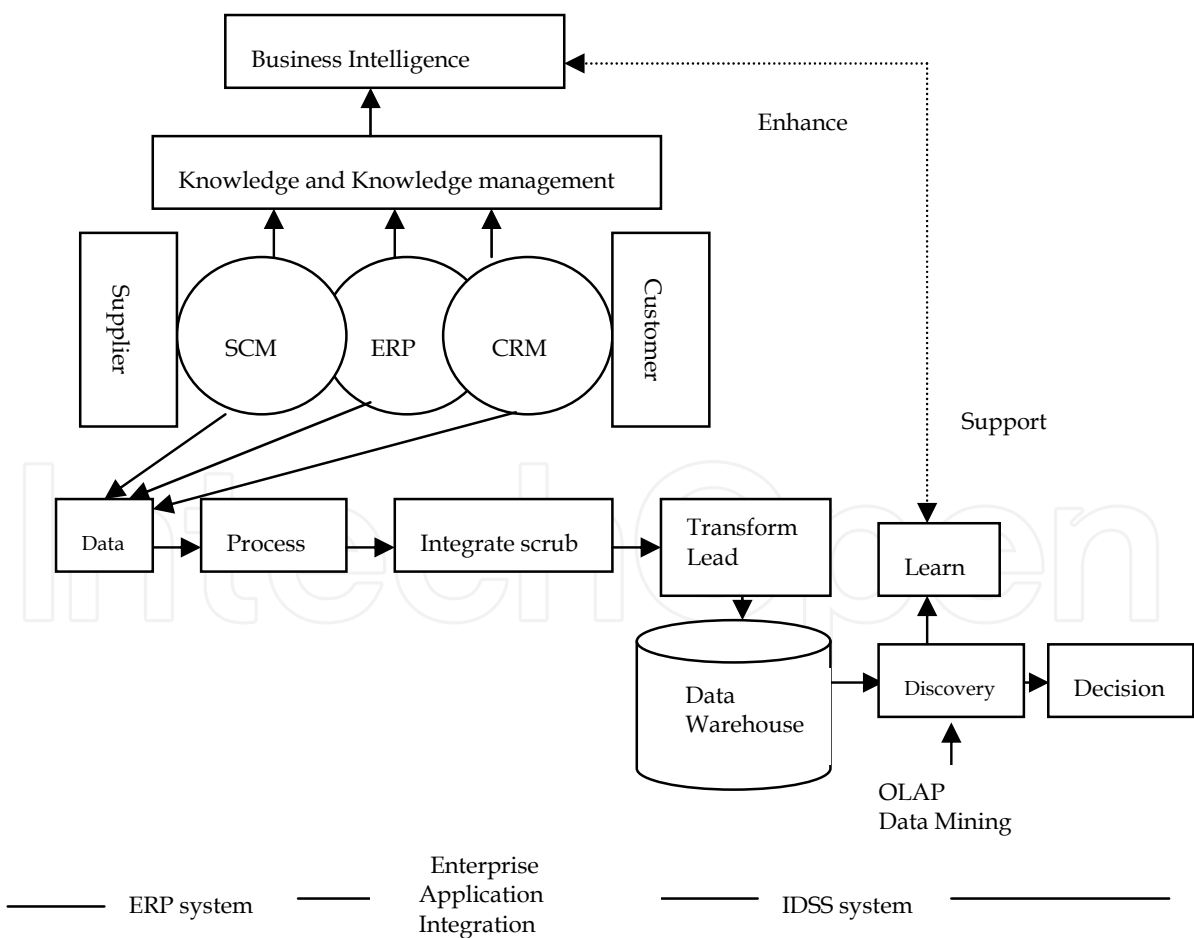 Business Intelligence
Enhance
Knowledge and Knowledge management
Supplier
SCM
ERP
CRM
Customer
Support
Data
Process
Integrate scrub
Transform
Lead
Learn
Data
Warehouse
Discovery
Decision
OLAP
Data Mining
ERP system
Enterprise
Application
Integration
IDSS system
IntechOpen